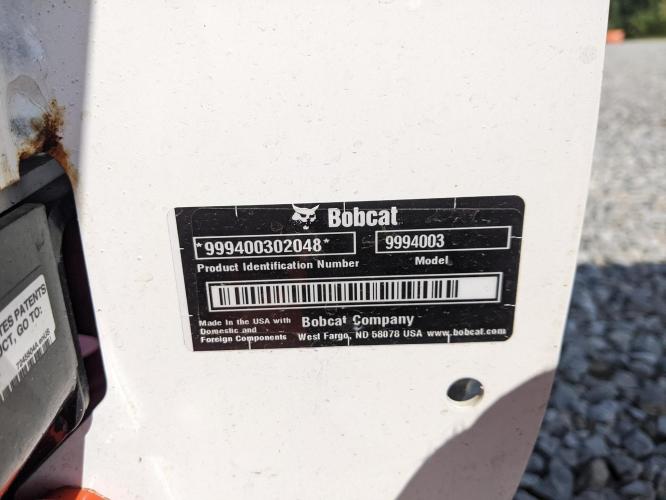 Bobcat
*999400302048*
9994003
Product Identification Number
Model
Made in the USA with
Domestic and
Foreign Components
Bobcat Company
West Fargo, ND 58078 USA www.bobcat.com
TES PATENTS
CT, GO TO: